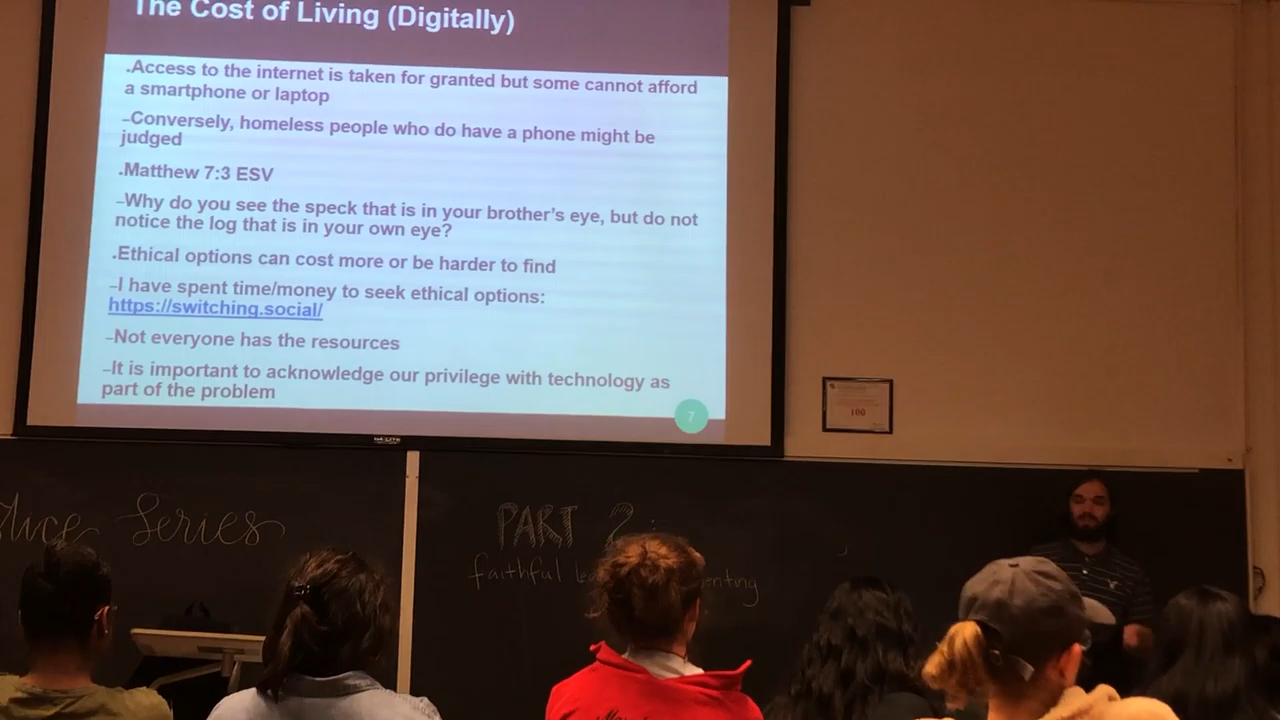 The Cost of Living (Digitally)
.Access to the internet is taken for granted but some cannot afford
a smartphone or laptop
–Conversely, homeless people who do have a phone might be
judged
.Matthew 7:3 ESV
–Why do you see the speck that is in your brother's eye, but do not
notice the log that is in your own eye?
.Ethical options can cost more or be harder to find
–I have spent time/money to seek ethical options:
https://switching.social/
–Not everyone has the resources
–It is important to acknowledge our privilege with technology as
part of the problem
7
100
Series
PART 2:
faithful